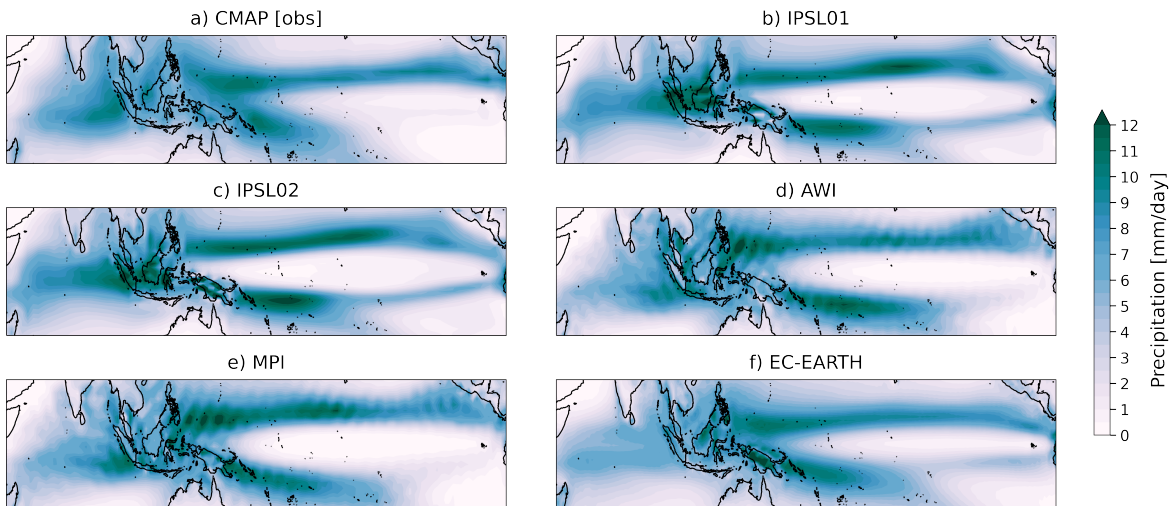 a) CMAP [obs]
b) IPSL01
c) IPSL02
d) AWI
e) MPI
f) EC-EARTH
12
11
10
9
8
7
6
5
4
3
2
1
0
Precipitation [mm/day]